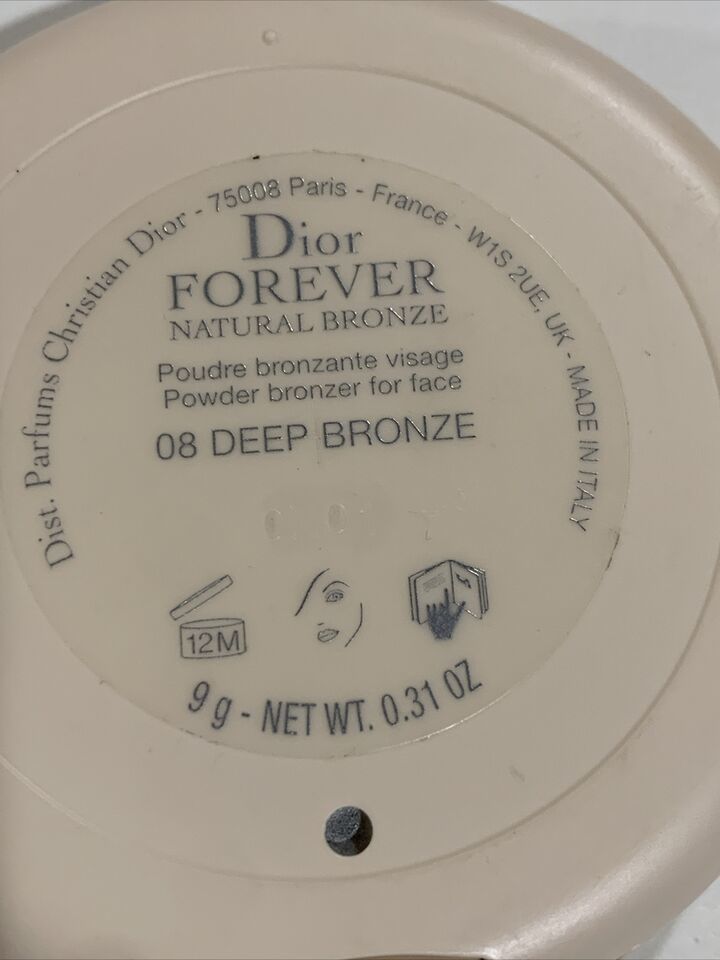 Dist. Parfums Christian Dior - 75008 Paris - France - W1S 2UE, UK - MADE IN ITALY
Dior
FOREVER
NATURAL BRONZE
Poudre bronzante visage
Powder bronzer for face
08 DEEP BRONZE
12M
9 g - NET WT. 0.31 OZ